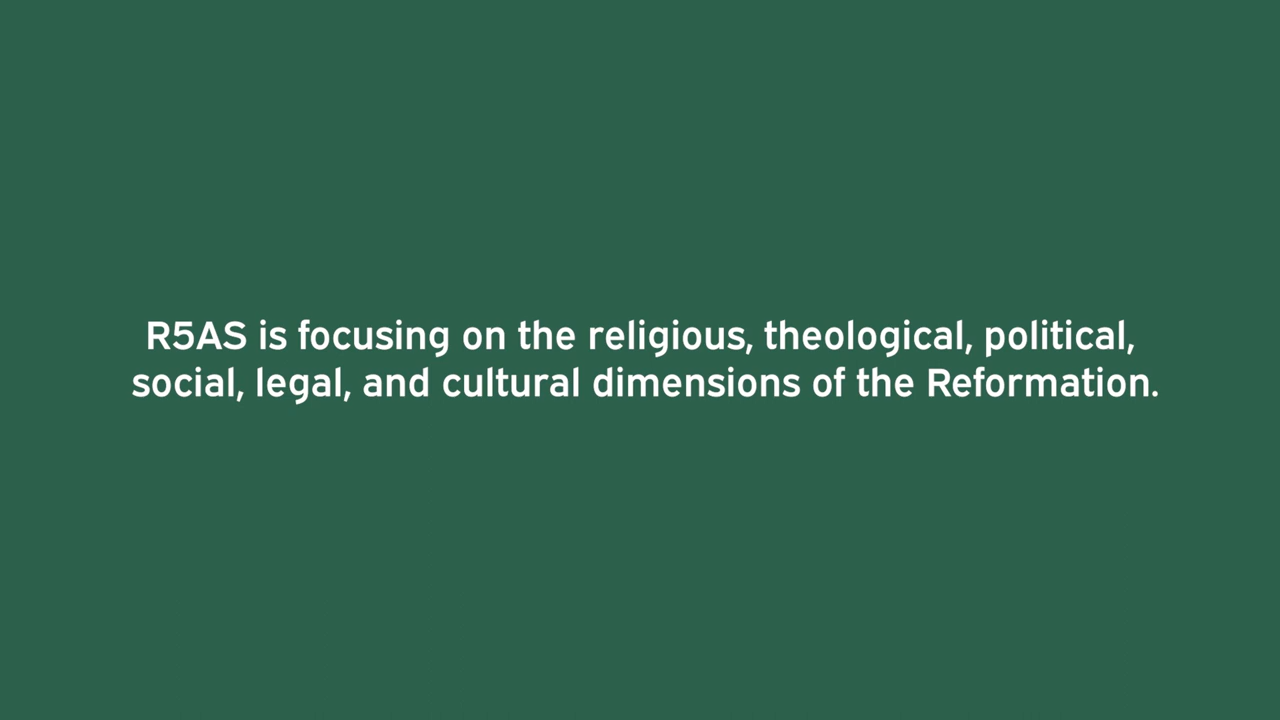 R5AS is focusing on the religious, theological, political,
social, legal, and cultural dimensions of the Reformation.